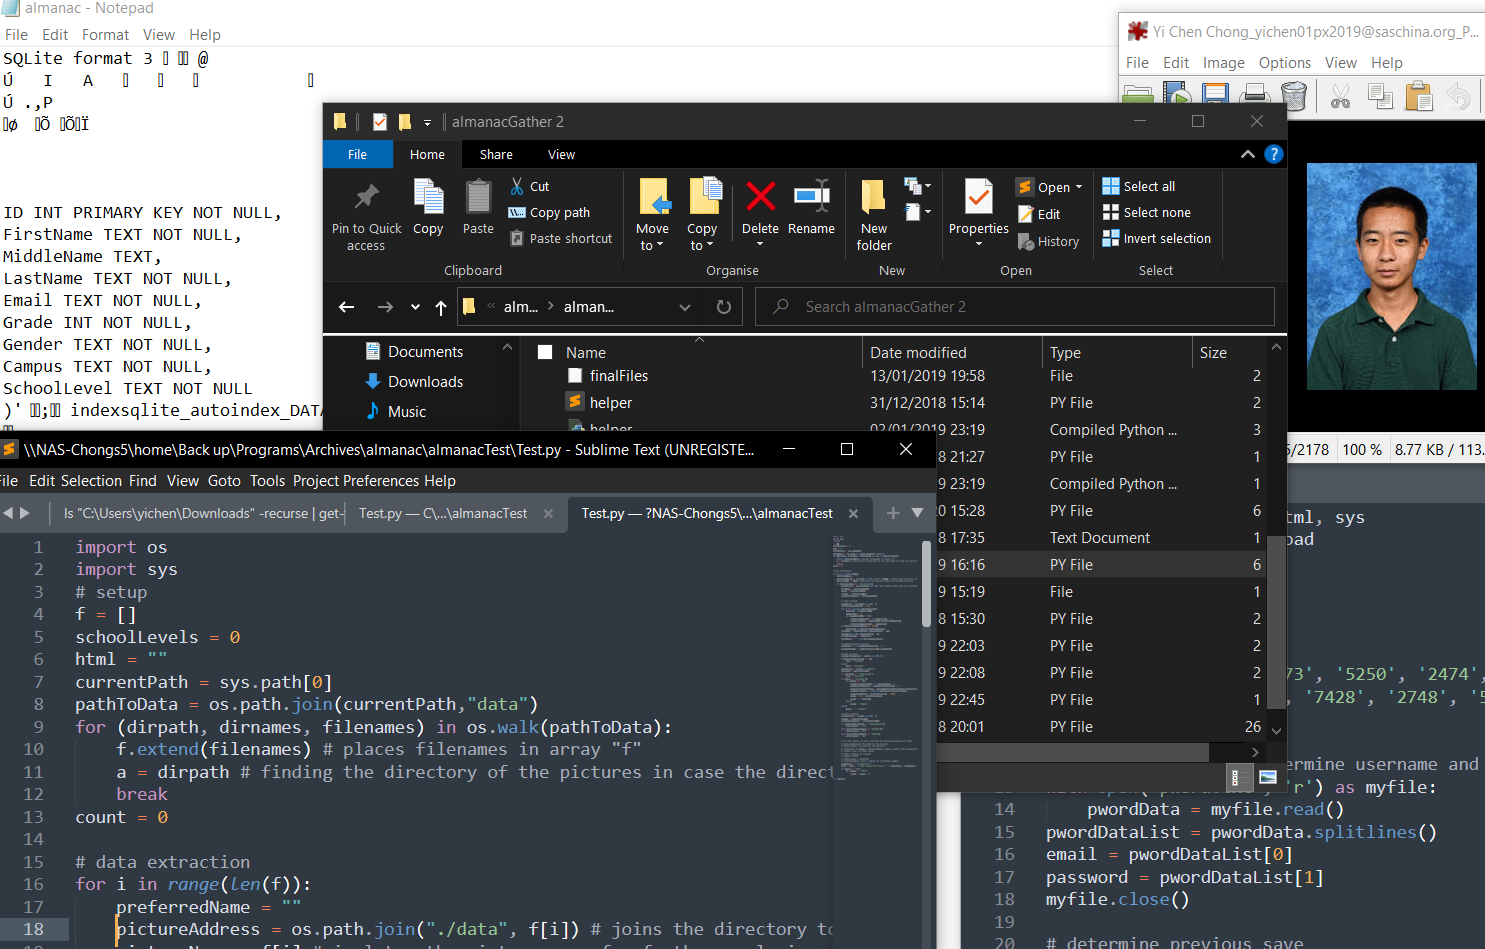 almanac - Notepad
File Edit Format View Help
SQLite format 3 @
Ú I A
Ú .,P
ID INT PRIMARY KEY NOT NULL,
FirstName TEXT NOT NULL,
MiddleName TEXT,
LastName TEXT NOT NULL,
Email TEXT NOT NULL,
Grade INT NOT NULL,
Gender TEXT NOT NULL,
Campus TEXT NOT NULL,
SchoolLevel TEXT NOT NULL
)' indexsqlite_autoindex_DATA
Yi Chen Chong_yichen01px2019@saschina.org_P...
File Edit Image Options View Help
5/2178 100 % 8.77 KB / 113.
almanacGather 2
File Home Share View
Pin to Quick access
Copy
Paste
Cut
Copy path
Paste shortcut
Clipboard
Move to
Copy to
Delete
Rename
Organise
New folder
New
Properties
Open
Edit
History
Open
Select all
Select none
Invert selection
Select
« alm... > alman...
Search almanacGather 2
Documents
Downloads
Music
Name Date modified Type Size
finalFiles 13/01/2019 19:58 File 2
helper 31/12/2018 15:14 PY File 2
helper 02/01/2019 23:19 Compiled Python ... 3
8 21:27 PY File 1
9 23:19 Compiled Python ... 1
0 15:28 PY File 6
8 17:35 Text Document 1
9 16:16 PY File 6
9 15:19 File 1
8 15:30 PY File 2
9 22:03 PY File 2
9 22:08 PY File 2
9 22:45 PY File 1
8 20:01 PY File 26
\\NAS-Chongs5\home\Back up\Programs\Archives\almanac\almanacTest\Test.py - Sublime Text (UNREGISTE...
File Edit Selection Find View Goto Tools Project Preferences Help
ls "C:\Users\yichen\Downloads" -recurse | get-
Test.py — C\...\almanacTest
Test.py — ?NAS-Chongs5\...\almanacTest
1 import os
2 import sys
3 # setup
4 f = []
5 schoolLevels = 0
6 html = ""
7 currentPath = sys.path[0]
8 pathToData = os.path.join(currentPath,"data")
9 for (dirpath, dirnames, filenames) in os.walk(pathToData):
10 f.extend(filenames) # places filenames in array "f"
11 a = dirpath # finding the directory of the pictures in case the direct
12 break
13 count = 0
14
15 # data extraction
16 for i in range(len(f)):
17 preferredName = ""
18 pictureAddress = os.path.join("./data", f[i]) # joins the directory to
tml, sys
oad
73', '5250', '2474',
, '7428', '2748', '5
ermine username and
'r') as myfile:
14 pwordData = myfile.read()
15 pwordDataList = pwordData.splitlines()
16 email = pwordDataList[0]
17 password = pwordDataList[1]
18 myfile.close()
19
20 # determine previous save